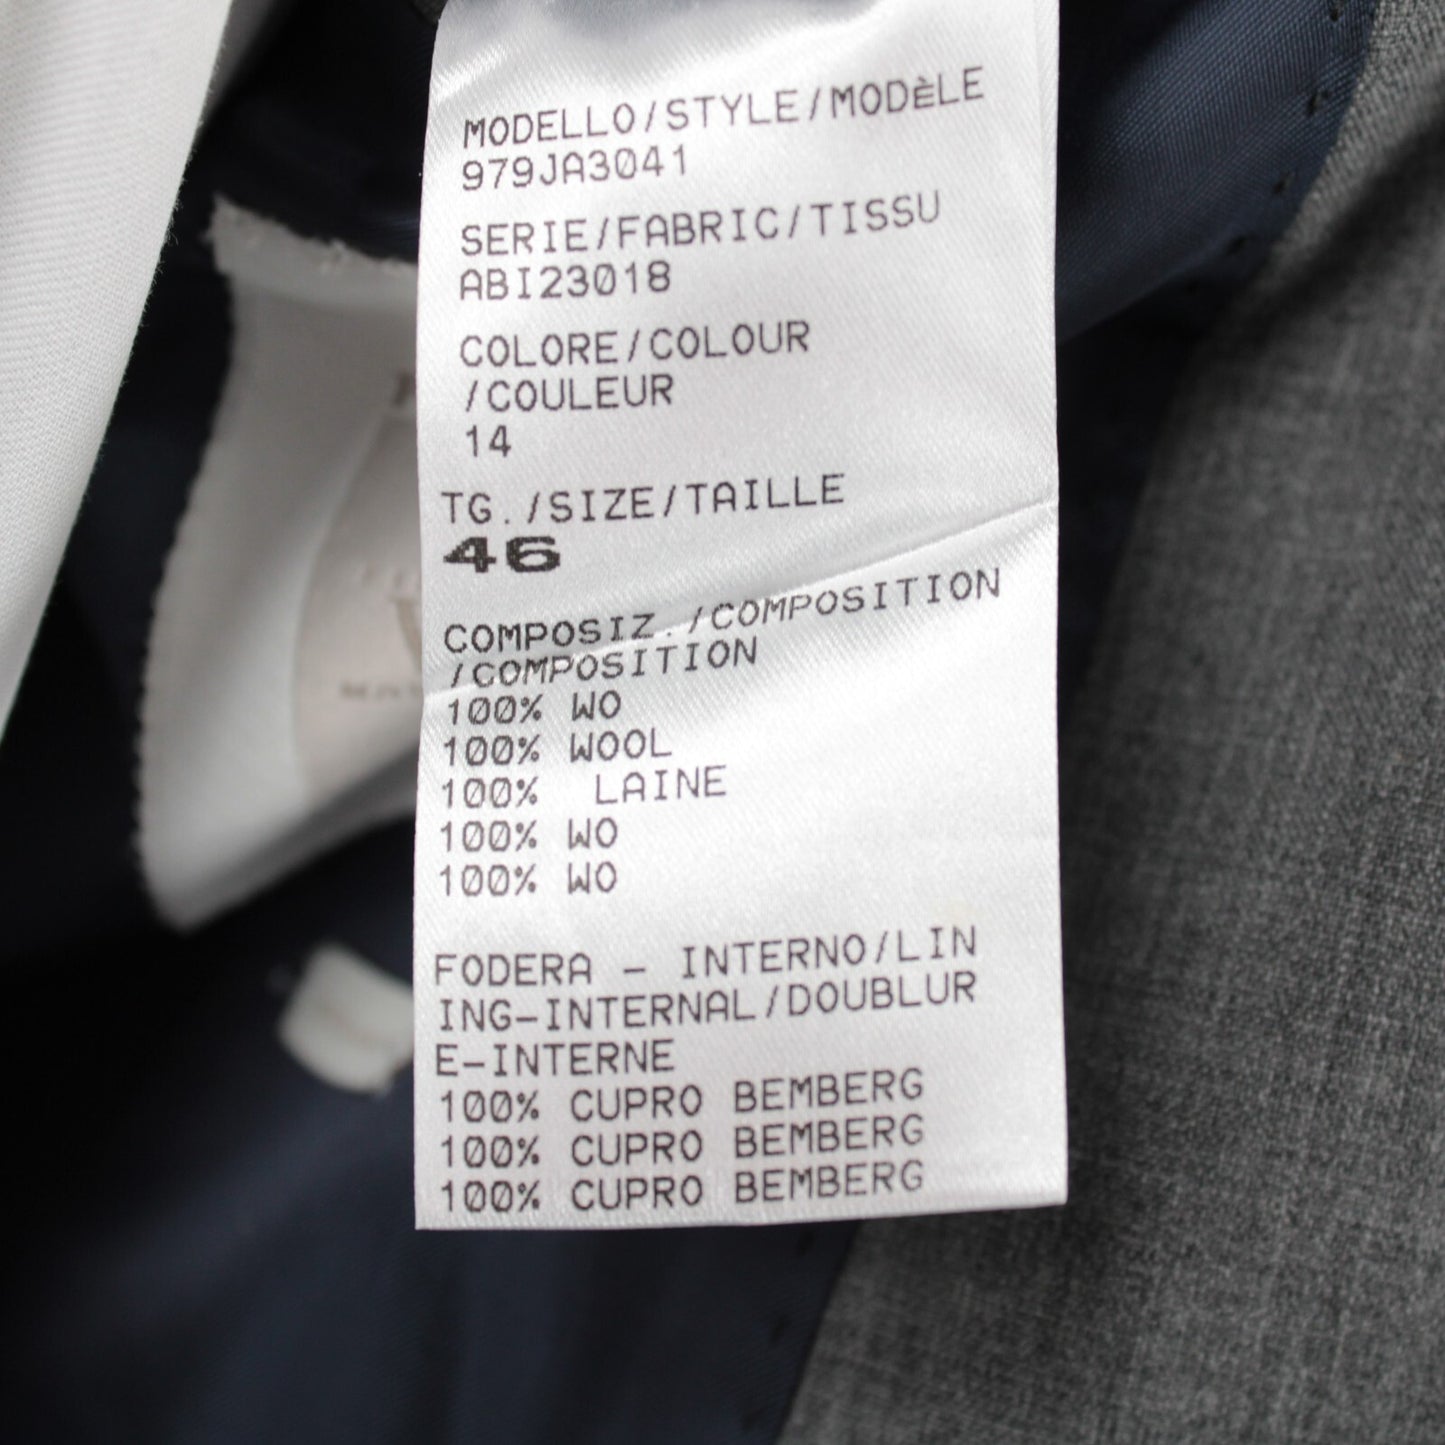 MODELLO/STYLE/MODÈLE
979JA3041
SERIE/FABRIC/TISSU
ABI23018
COLORE/COLOUR
/COULEUR
14
TG./SIZE/TAILLE
46
COMPOSIZ./COMPOSITION
/COMPOSITION
100% WO
100% WOOL
100% LAINE
100% WO
100% WO
FODERA - INTERNO/LIN
ING-INTERNAL/DOUBLUR
E-INTERNE
100% CUPRO BEMBERG
100% CUPRO BEMBERG
100% CUPRO BEMBERG